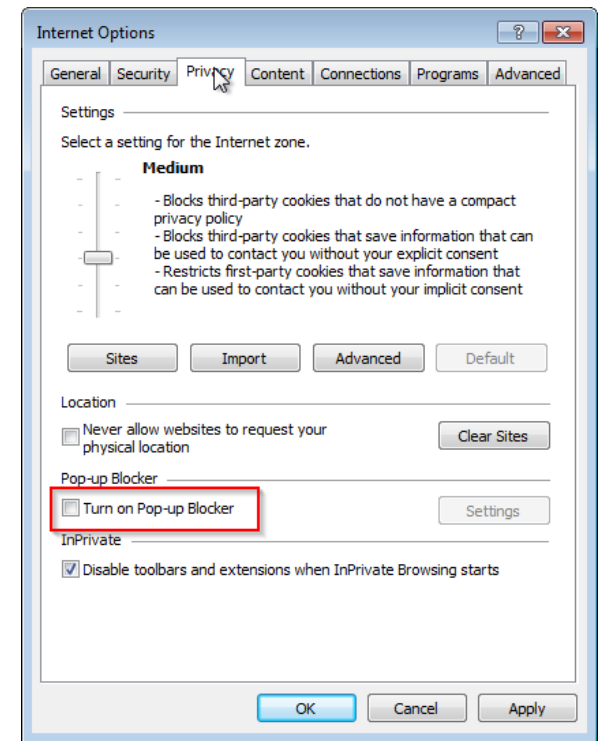 Internet Options
General Security Privacy Content Connections Programs Advanced
Settings
Select a setting for the Internet zone.
Medium
- Blocks third-party cookies that do not have a compact
privacy policy
- Blocks third-party cookies that save information that can
be used to contact you without your explicit consent
- Restricts first-party cookies that save information that
can be used to contact you without your implicit consent
Sites Import Advanced Default
Location
Never allow websites to request your
physical location
Clear Sites
Pop-up Blocker
Turn on Pop-up Blocker
Settings
InPrivate
Disable toolbars and extensions when InPrivate Browsing starts
OK Cancel Apply